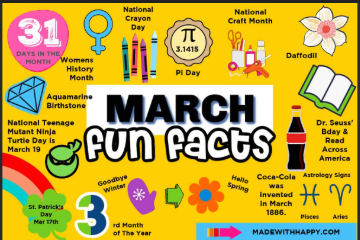 31
DAYS IN THE
MONTH
Womens
History
Month
National
Crayon
Day
π
3.1415
Pi Day
National
Craft Month
Daffodil
Aquamarine
Birthstone
MARCH
fun facts
National Teenage
Mutant Ninja
Turtle Day is
March 19
Dr. Seuss'
Bday &
Read
Across
America
St. Patrick's
Day
Mar 17th
3
rd Month
of The Year
Goodbye
Winter
Hello
Spring
Coca-Cola
was
invented
in March
1886.
Astrology Signs
♓ ♈
Pisces Aries
MADEWITHHAPPY.COM